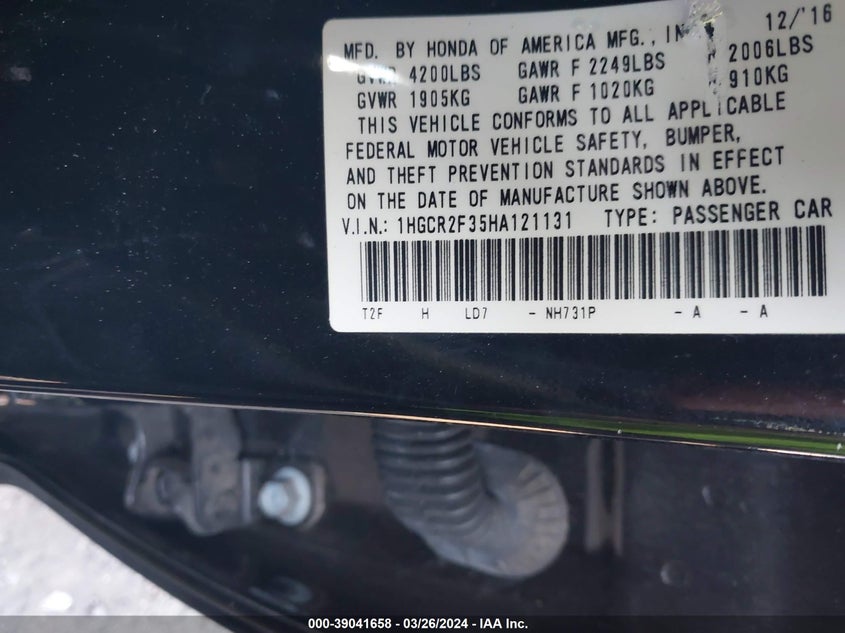 12/'16
MFD. BY HONDA OF AMERICA MFG., IN
GVWR 4200LBS GAWR F 2249LBS 2006LBS
GVWR 1905KG GAWR F 1020KG 910KG
THIS VEHICLE CONFORMS TO ALL APPLICABLE
FEDERAL MOTOR VEHICLE SAFETY, BUMPER,
AND THEFT PREVENTION STANDARDS IN EFFECT
ON THE DATE OF MANUFACTURE SHOWN ABOVE.
V.I.N.: 1HGCR2F35HA121131 TYPE: PASSENGER CAR
T2F H LD7 - NH731P - A - A
000-39041658 - 03/26/2024 - IAA Inc.